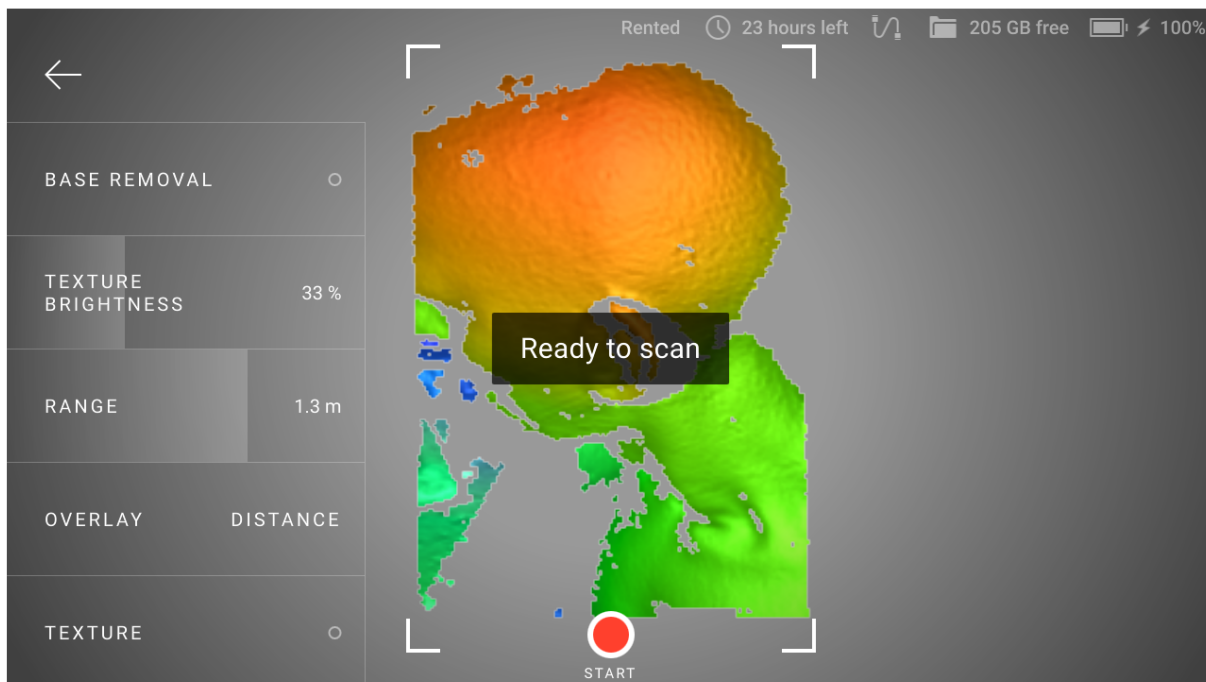 Rented 23 hours left 205 GB free 100%
BASE REMOVAL
TEXTURE
BRIGHTNESS 33 %
Ready to scan
RANGE 1.3 m
OVERLAY DISTANCE
TEXTURE
START